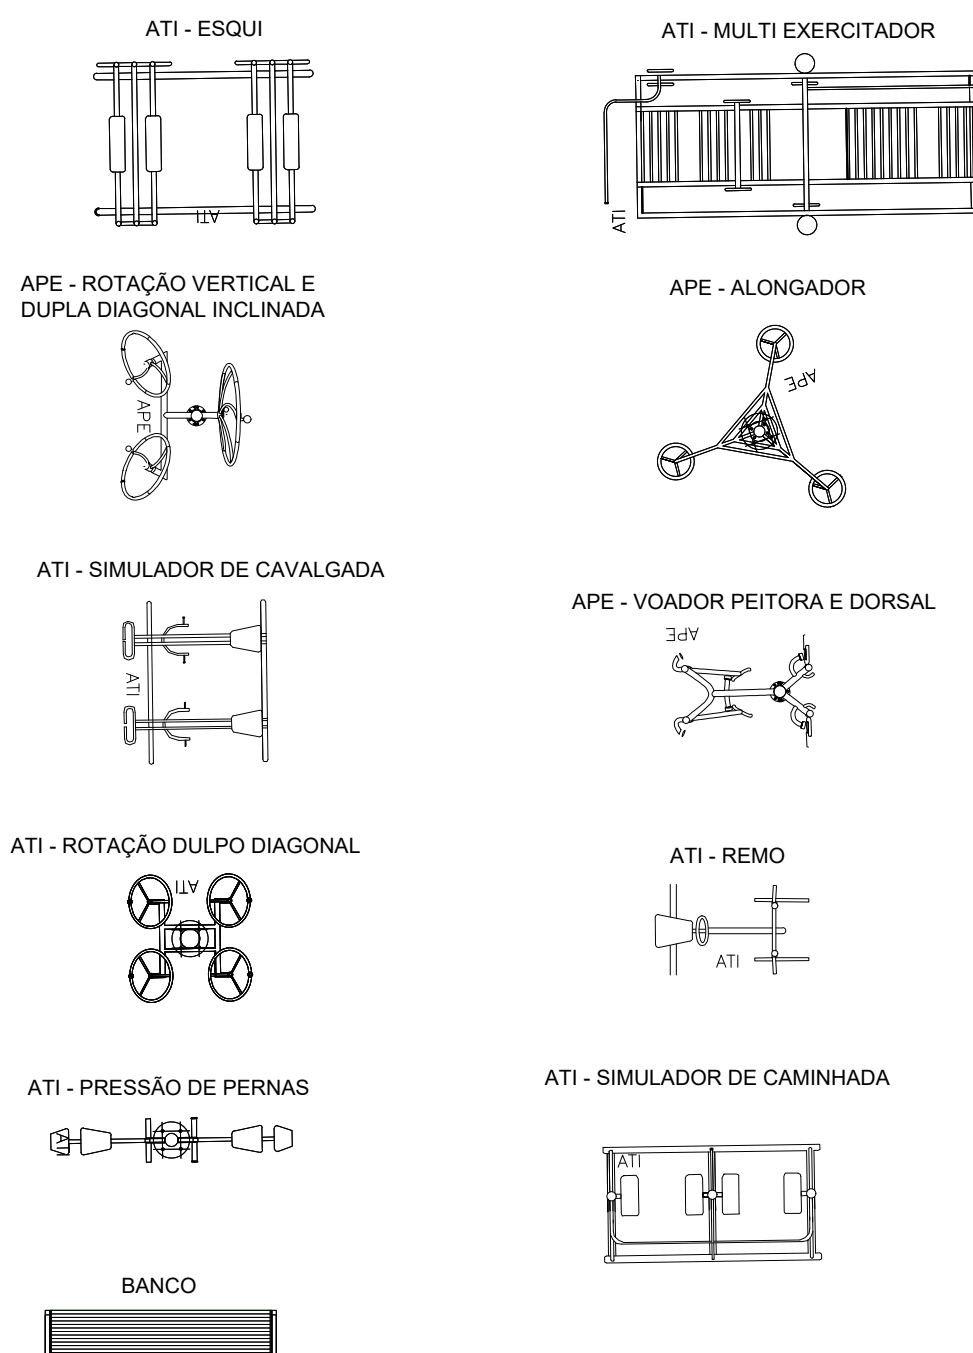 ATI - ESQUI
ATI - MULTI EXERCITADOR
ATI
ATI
APE - ROTAÇÃO VERTICAL E
DUPLA DIAGONAL INCLINADA
APE - ALONGADOR
APE
APE
ATI - SIMULADOR DE CAVALGADA
APE - VOADOR PEITORA E DORSAL
APE
ATI
ATI - ROTAÇÃO DULPO DIAGONAL
ATI - REMO
ATI
ATI
ATI - PRESSÃO DE PERNAS
ATI - SIMULADOR DE CAMINHADA
ATI
ATI
BANCO